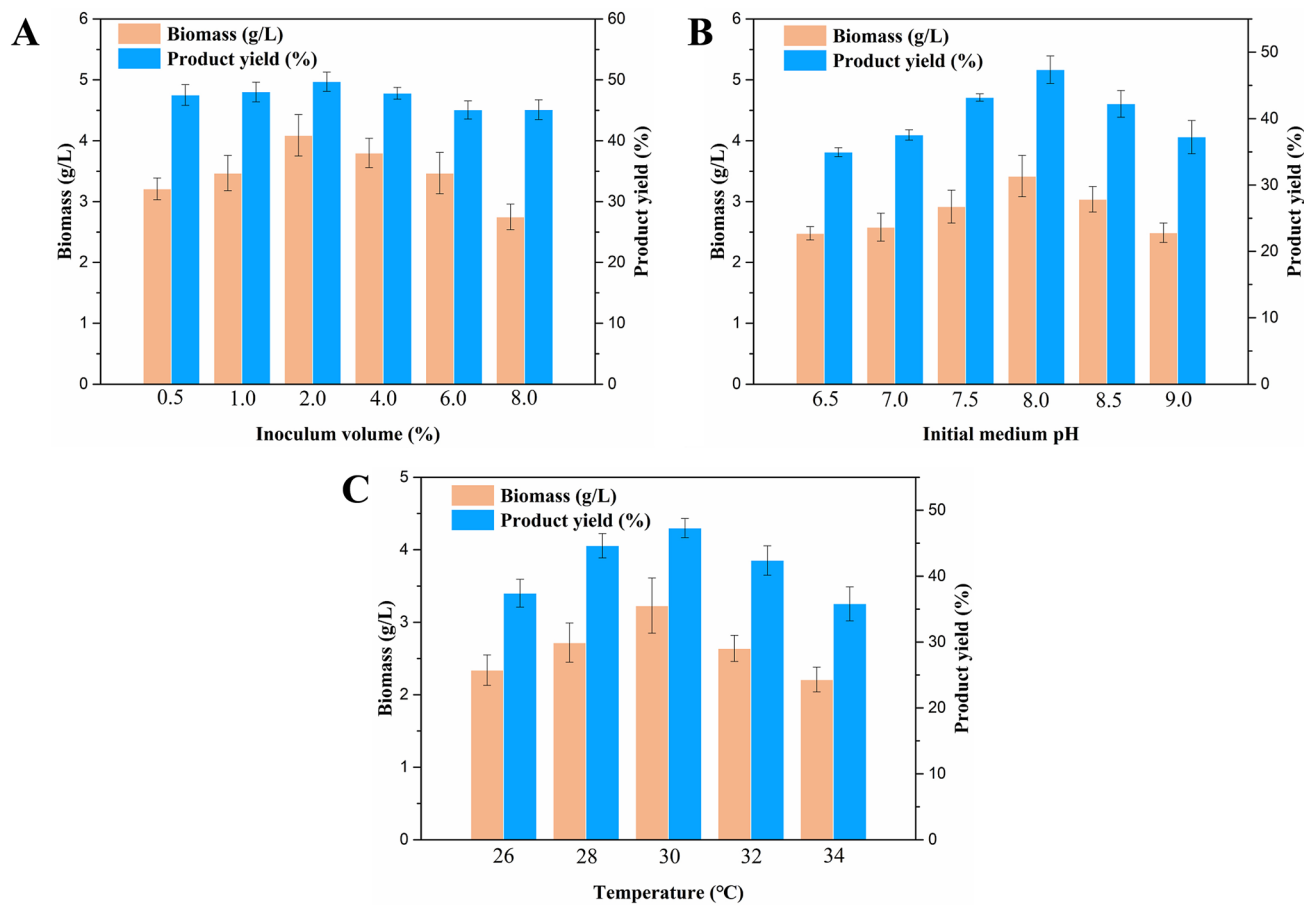 A
Biomass (g/L)
Product yield (%)
6
5
4
3
2
1
0
Biomass (g/L)
60
50
40
30
20
10
0
Product yield (%)
0.5 1.0 2.0 4.0 6.0 8.0
Inoculum volume (%)
B
Biomass (g/L)
Product yield (%)
6
5
4
3
2
1
0
Biomass (g/L)
50
40
30
20
10
0
Product yield (%)
6.5 7.0 7.5 8.0 8.5 9.0
Initial medium pH
C
Biomass (g/L)
Product yield (%)
5
4
3
2
1
0
Biomass (g/L)
50
40
30
20
10
0
Product yield (%)
26 28 30 32 34
Temperature (°C)